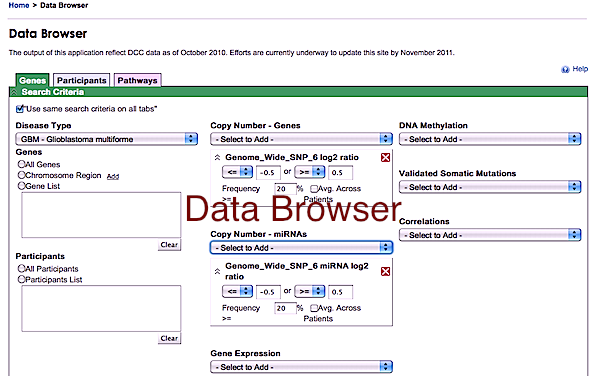 Home > Data Browser
Data Browser
The output of this application reflect DCC data as of October 2010. Efforts are currently underway to update this site by November 2011.
Help
Genes Participants Pathways
Search Criteria
"Use same search criteria on all tabs"
Disease Type
GBM - Glioblastoma multiforme
Genes
All Genes
Chromosome Region Add
Gene List
Clear
Participants
All Participants
Participants List
Clear
Copy Number - Genes
- Select to Add -
Genome_Wide_SNP_6 log2 ratio
<= -0.5 or >= 0.5
Frequency 20 % Avg. Across
>= Patients
Data Browser
Copy Number - miRNAs
- Select to Add -
Genome_Wide_SNP_6 miRNA log2
ratio
<= -0.5 or >= 0.5
Frequency 20 % Avg. Across
>= Patients
Gene Expression
- Select to Add -
DNA Methylation
- Select to Add -
Validated Somatic Mutations
- Select to Add -
Correlations
- Select to Add -